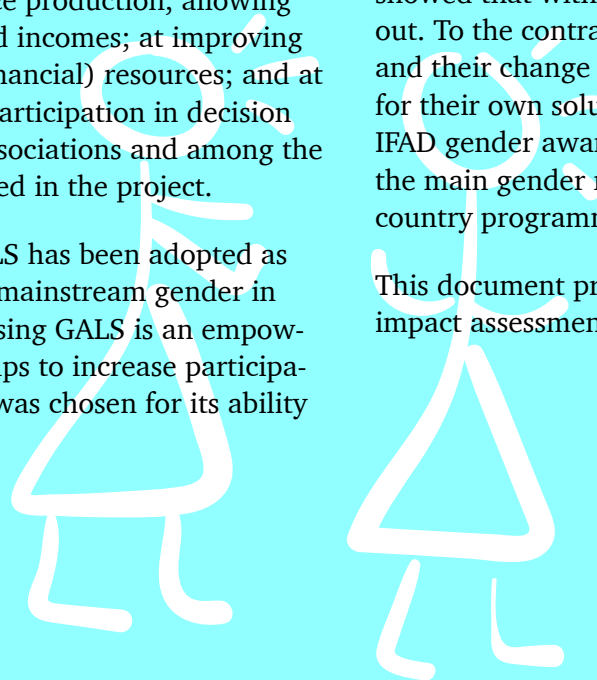 ce production, allowing
d incomes; at improving
nancial) resources; and at
articipation in decision
sociations and among the
ed in the project.
LS has been adopted as
mainstream gender in
sing GALS is an empow-
ps to increase participa-
was chosen for its ability
showed that with
out. To the contra
and their change
for their own solu
IFAD gender awar
the main gender
country programm
This document pr
impact assessmen